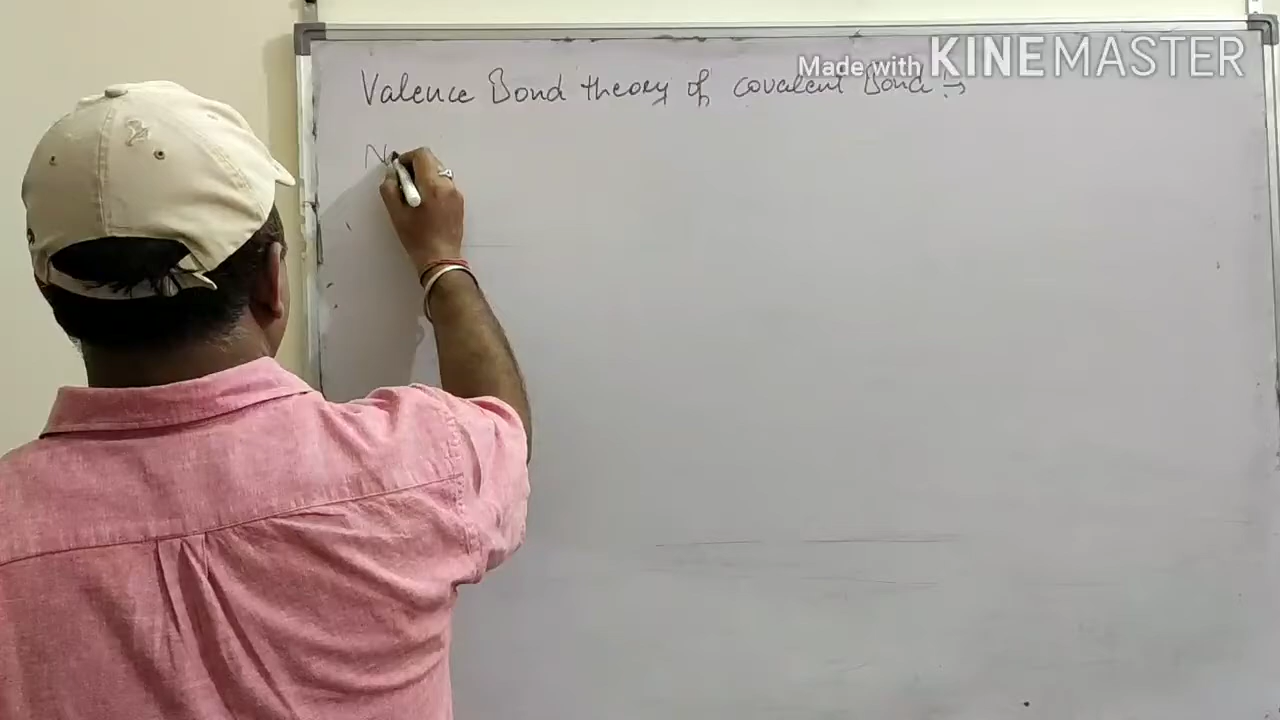 Made with KINEMASTER
Valence Bond theory of covalent Bond :→
N